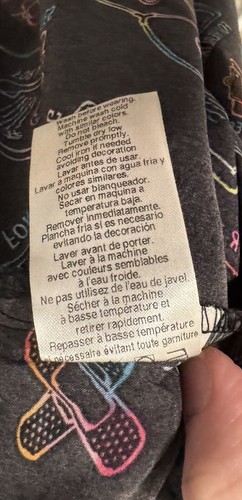 Wash before wearing.
Machine wash cold
with similar colors.
Do not bleach.
Tumble dry low
Remove promptly.
Cool iron if needed
avoiding decoration
Lavar antes de usar.
Lavar a maquina con agua fria y
colores similares.
No usar blanqueador.
Secar en maquina a
temperatura baja.
Remover inmediatamente.
Plancha fria si es necesario
evitando la decoración
Laver avant de porter.
Laver à la machine
avec couleurs semblables
à l'eau froide.
Ne pas utilisez de l'eau de javel.
Sécher à la machine
à basse température et
retirer rapidement.
Repasser à basse température
si nécessaire évitant toute garniture